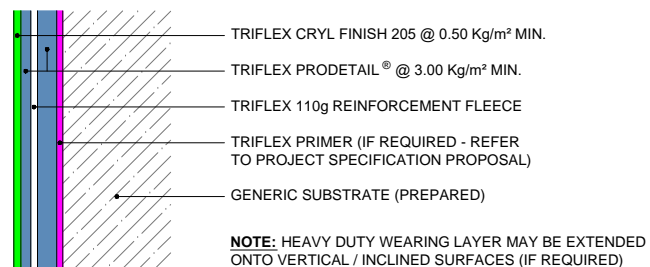 TRIFLEX CRYL FINISH 205 @ 0.50 Kg/m² MIN.
TRIFLEX PRODETAIL® @ 3.00 Kg/m² MIN.
TRIFLEX 110g REINFORCEMENT FLEECE
TRIFLEX PRIMER (IF REQUIRED - REFER
TO PROJECT SPECIFICATION PROPOSAL)
GENERIC SUBSTRATE (PREPARED)
NOTE: HEAVY DUTY WEARING LAYER MAY BE EXTENDED
ONTO VERTICAL / INCLINED SURFACES (IF REQUIRED)